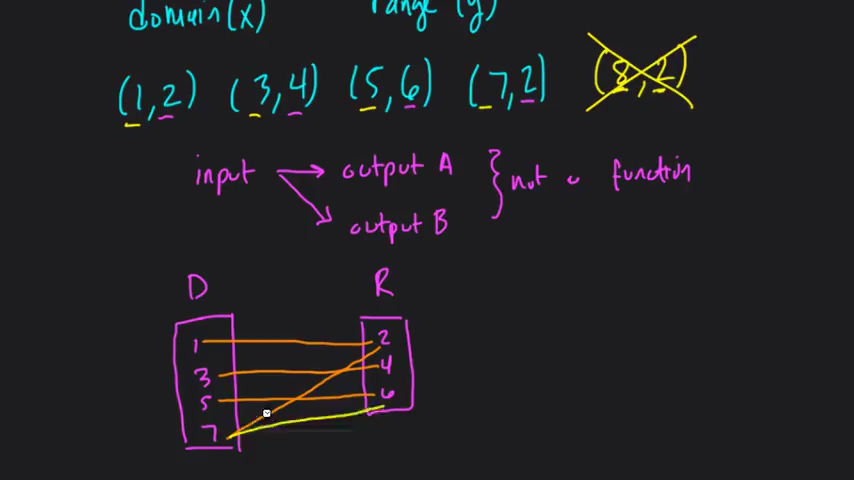 domain (x) range (y)
(1,2) (3,4) (5,6) (7,2) (8,2)
input → output A } not a function
output B
D R
1 2
3 4
5 6
7